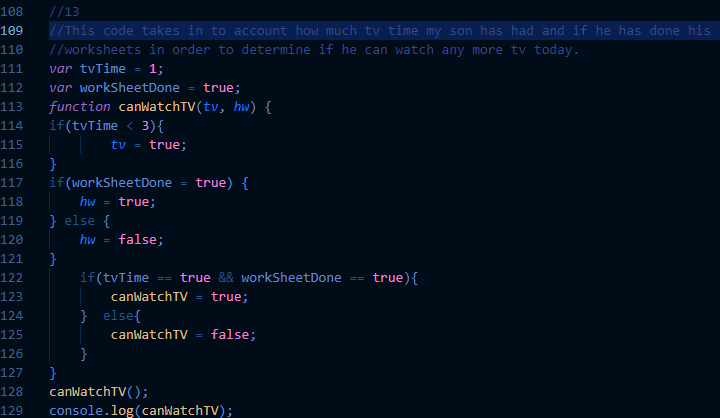 108 //13
109 //This code takes in to account how much tv time my son has had and if he has done his
110 //worksheets in order to determine if he can watch any more tv today.
111 var tvTime = 1;
112 var workSheetDone = true;
113 function canWatchTV(tv, hw) {
114 if(tvTime < 3){
115         tv = true;
116 }
117 if(workSheetDone = true) {
118     hw = true;
119 } else {
120     hw = false;
121 }
122     if(tvTime == true && workSheetDone == true){
123         canWatchTV = true;
124     }  else{
125         canWatchTV = false;
126     }
127 }
128 canWatchTV();
129 console.log(canWatchTV);